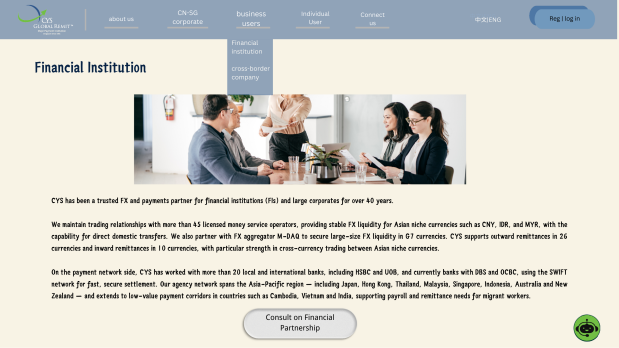 CYS
GLOBAL REMIT
about us
CN-SG
corporate
business
users
Individual
User
Connect
us
中文|ENG
Reg | log in
Financial
Institution
cross-border
company
Financial Institution
CYS has been a trusted FX and payments partner for financial institutions (FIs) and large corporates for over 40 years.
We maintain trading relationships with more than 45 licensed money service operators, providing stable FX liquidity for Asian niche currencies such as CNY, IDR, and MYR, with the
capability for direct domestic transfers. We also partner with FX aggregator M-DAQ to secure large-size FX liquidity in G7 currencies. CYS supports outward remittances in 26
currencies and inward remittances in 10 currencies, with particular strength in cross-currency trading between Asian niche currencies.
On the payment network side, CYS has worked with more than 20 local and international banks, including HSBC and UOB, and currently banks with DBS and OCBC, using the SWIFT
network for fast, secure settlement. Our agency network spans the Asia-Pacific region — including Japan, Hong Kong, Thailand, Malaysia, Singapore, Indonesia, Australia and New
Zealand — and extends to low-value payment corridors in countries such as Cambodia, Vietnam and India, supporting payroll and remittance needs for migrant workers.
Consult on Financial
Partnership